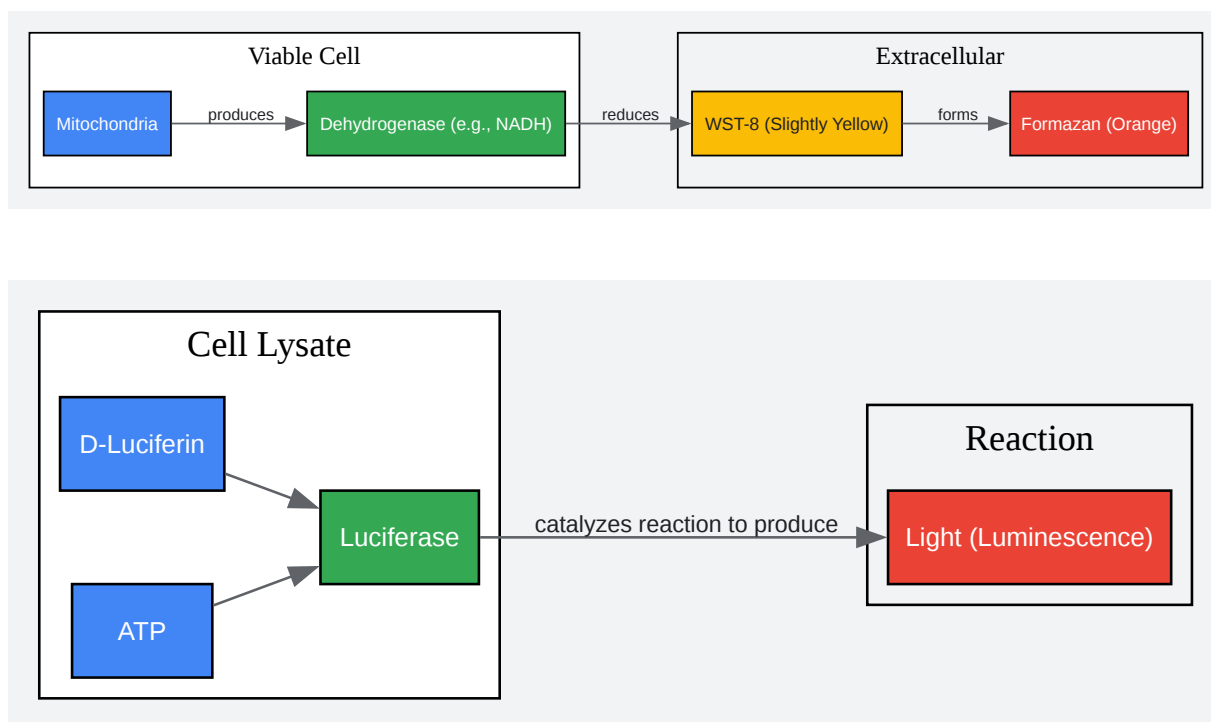 Viable Cell
Extracellular
Mitochondria
produces
Dehydrogenase (e.g., NADH)
reduces
WST-8 (Slightly Yellow)
forms
Formazan (Orange)
Cell Lysate
D-Luciferin
ATP
Luciferase
catalyzes reaction to produce
Reaction
Light (Luminescence)